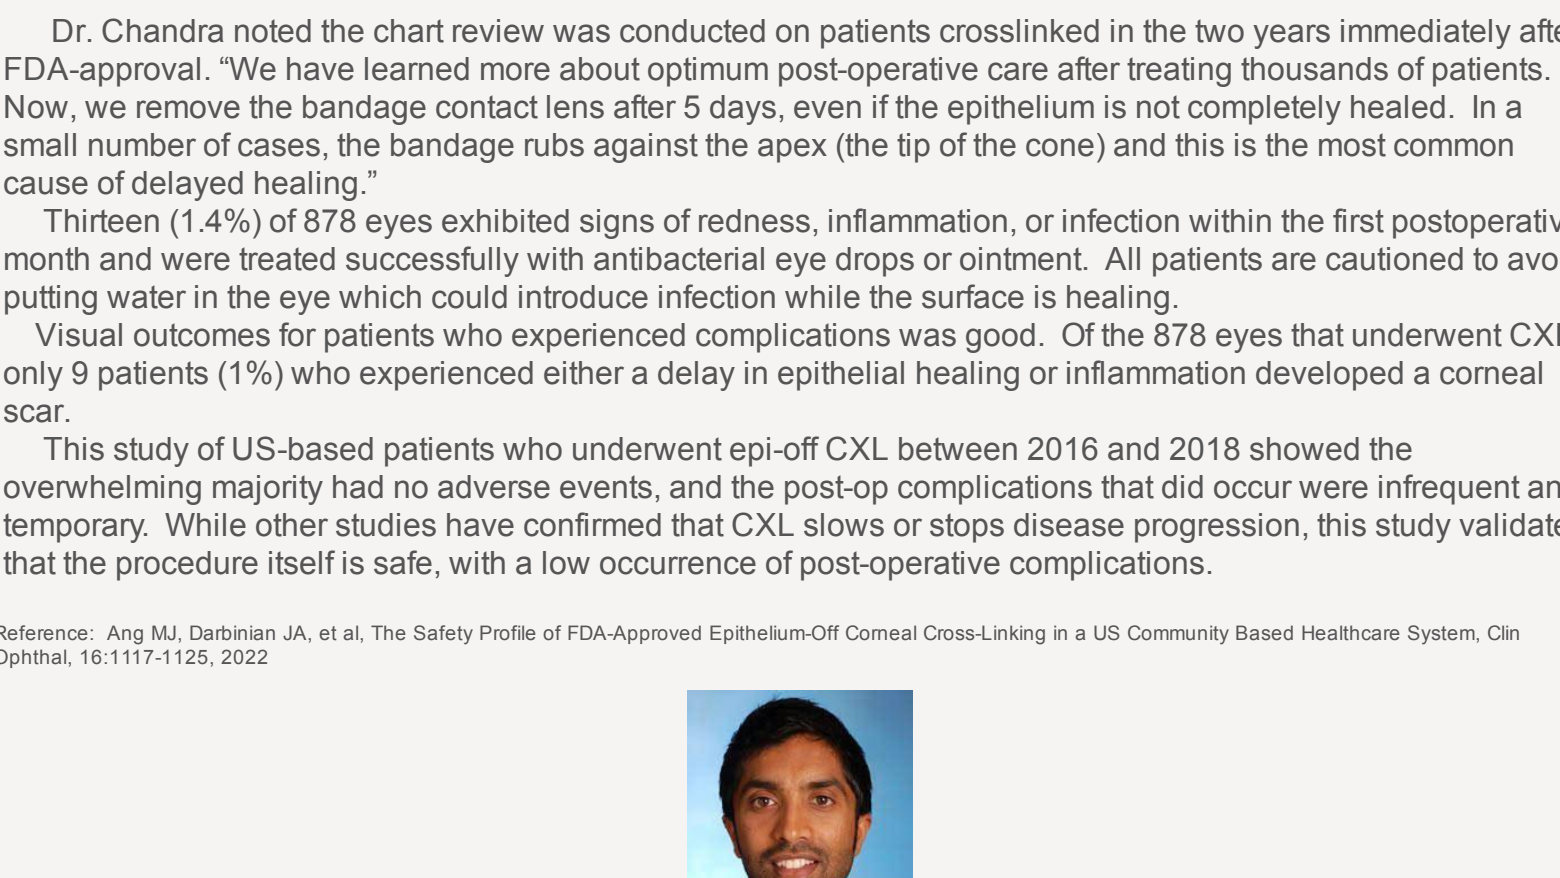 Dr. Chandra noted the chart review was conducted on patients crosslinked in the two years immediately afte
FDA-approval. “We have learned more about optimum post-operative care after treating thousands of patients.
Now, we remove the bandage contact lens after 5 days, even if the epithelium is not completely healed.  In a
small number of cases, the bandage rubs against the apex (the tip of the cone) and this is the most common
cause of delayed healing.”
Thirteen (1.4%) of 878 eyes exhibited signs of redness, inflammation, or infection within the first postoperativ
month and were treated successfully with antibacterial eye drops or ointment.  All patients are cautioned to avo
putting water in the eye which could introduce infection while the surface is healing.
Visual outcomes for patients who experienced complications was good.  Of the 878 eyes that underwent CXL
only 9 patients (1%) who experienced either a delay in epithelial healing or inflammation developed a corneal
scar.
This study of US-based patients who underwent epi-off CXL between 2016 and 2018 showed the
overwhelming majority had no adverse events, and the post-op complications that did occur were infrequent an
temporary.  While other studies have confirmed that CXL slows or stops disease progression, this study validate
that the procedure itself is safe, with a low occurrence of post-operative complications.
Reference:  Ang MJ, Darbinian JA, et al, The Safety Profile of FDA-Approved Epithelium-Off Corneal Cross-Linking in a US Community Based Healthcare System, Clin
Ophthal, 16:1117-1125, 2022